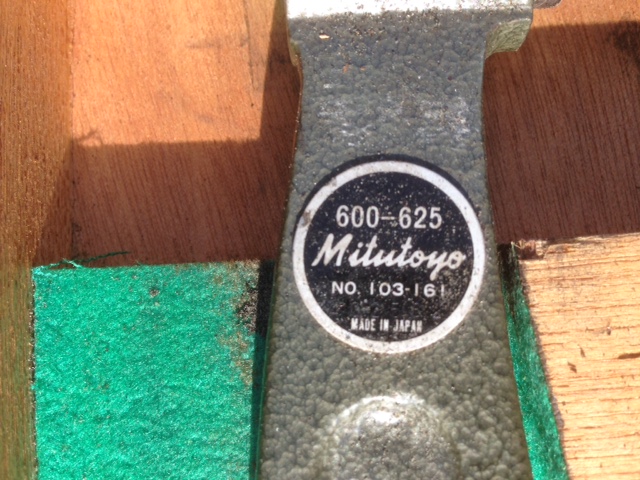 600-625
Mitutoyo
NO. 103-161
MADE IN JAPAN